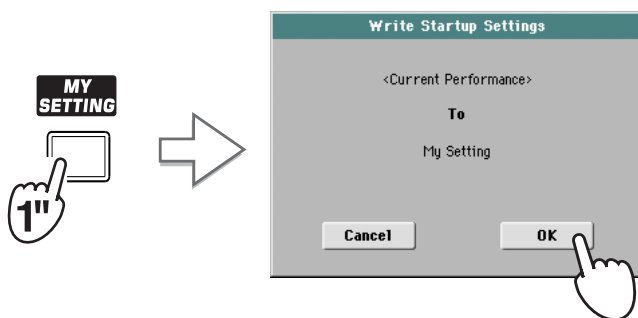 MY
SETTING
1"
Write Startup Settings
<Current Performance>
To
My Setting
Cancel
OK